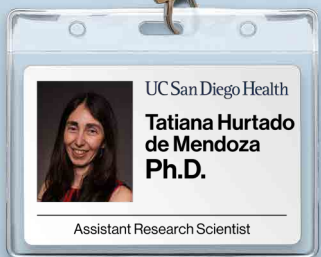 UC San Diego Health
Tatiana Hurtado
de Mendoza
Ph.D.
Assistant Research Scientist